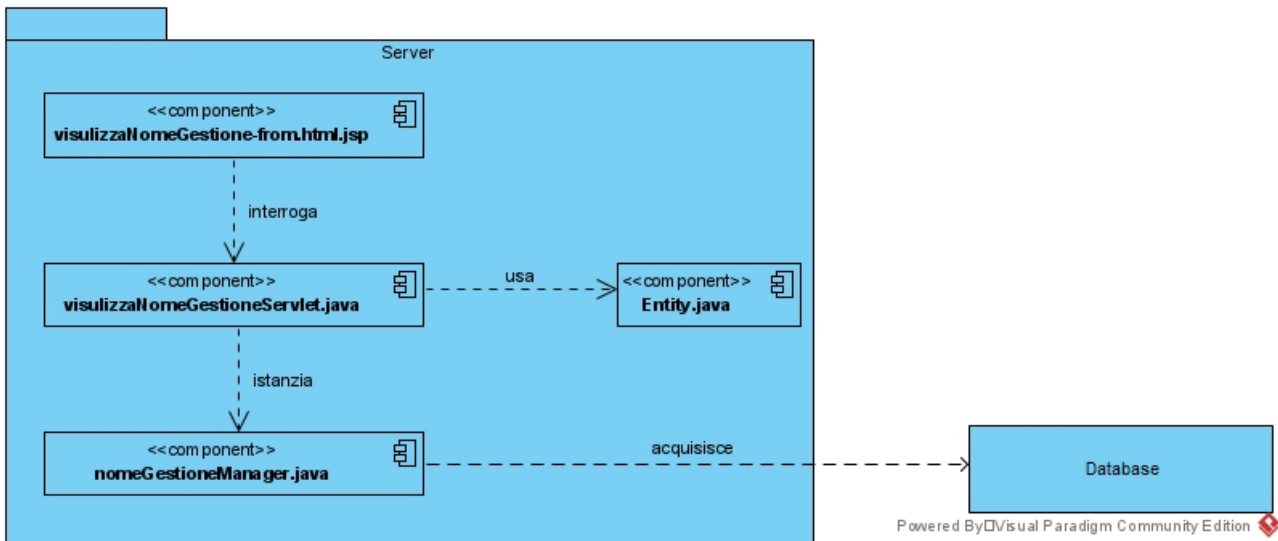 Server
<<component>>
visulizzaNomeGestione-from.html.jsp
interroga
<<component>>
visulizzaNomeGestioneServlet.java
usa
<<component>>
Entity.java
istanzia
<<component>>
nomeGestioneManager.java
acquisisce
Database
Powered By□Visual Paradigm Community Edition